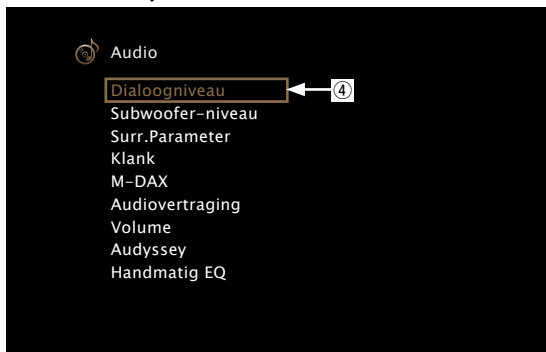 Audio
Dialoogniveau ④
Subwoofer-niveau
Surr.Parameter
Klank
M-DAX
Audiovertraging
Volume
Audyssey
Handmatig EQ